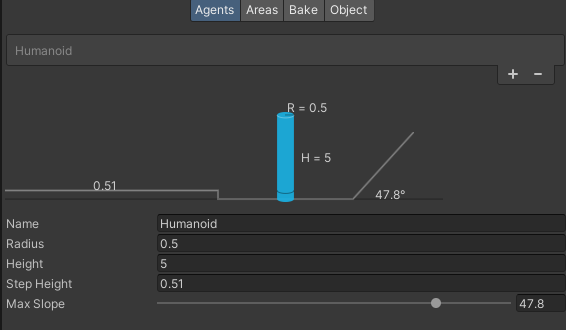 Agents Areas Bake Object
Humanoid
+ -
R = 0.5
H = 5
0.51
47.8°
Name Humanoid
Radius 0.5
Height 5
Step Height 0.51
Max Slope 47.8